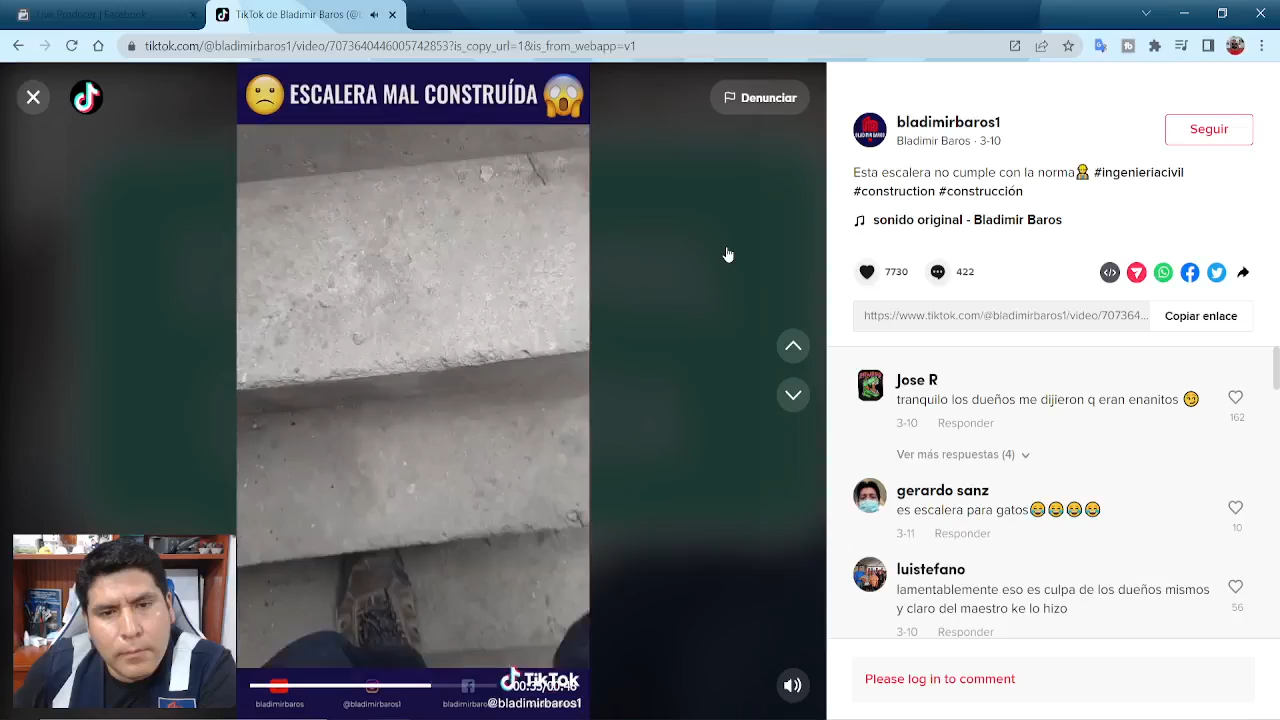 Live Producer | Facebook
TikTok de Bladimir Baros (@b
tiktok.com/@bladimirbaros1/video/7073640446005742853?is_copy_url=1&is_from_webapp=v1
ESCALERA MAL CONSTRUÍDA
Denunciar
bladimirbaros1
Bladimir Baros · 3-10
Seguir
Esta escalera no cumple con la norma👷 #ingenieriacivil
#construction #construcción
sonido original - Bladimir Baros
7730
422
https://www.tiktok.com/@bladimirbaros1/video/707364...
Copiar enlace
Jose R
tranquilo los dueños me dijieron q eran enanitos 😏
162
3-10 Responder
Ver más respuestas (4)
gerardo sanz
es escalera para gatos😂😂😂😂
10
3-11 Responder
luistefano
lamentablemente eso es culpa de los dueños mismos
y claro del maestro ke lo hizo
56
3-10 Responder
Please log in to comment
TikTok
@bladimirbaros1
bladimirbaros
@bladimirbaros1